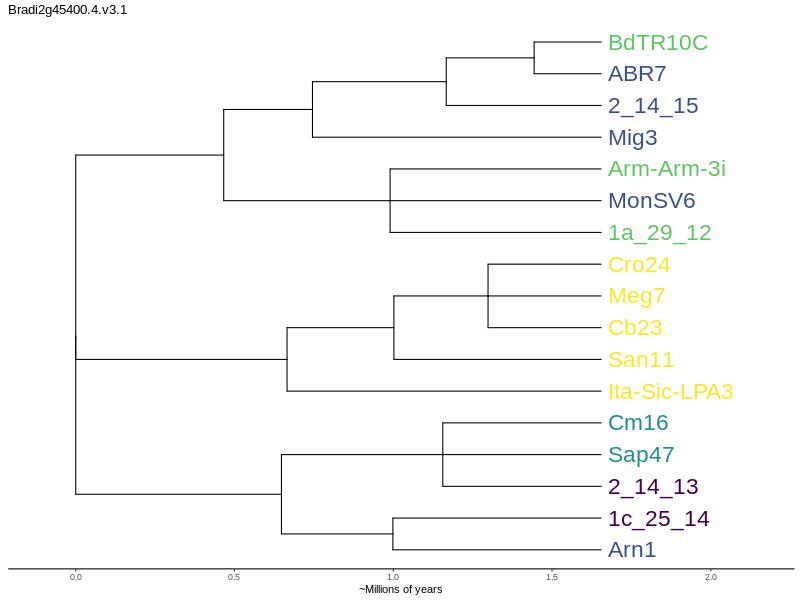 Bradi2g45400.4.v3.1
BdTR10C
ABR7
2_14_15
Mig3
Arm-Arm-3i
MonSV6
1a_29_12
Cro24
Meg7
Cb23
San11
Ita-Sic-LPA3
Cm16
Sap47
2_14_13
1c_25_14
Arn1
0.0 0.5 1.0 1.5 2.0
~Millions of years